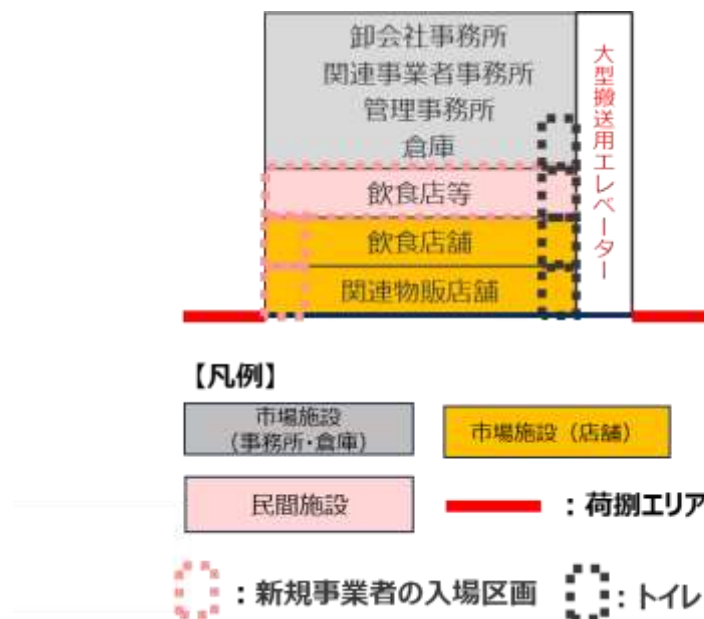 卸会社事務所
関連事業者事務所
管理事務所
倉庫
大型搬送用エレベーター
飲食店等
飲食店舗
関連物販店舗
【凡例】
市場施設
（事務所・倉庫）
市場施設（店舗）
民間施設
：荷捌エリア
：新規事業者の入場区画
：トイレ